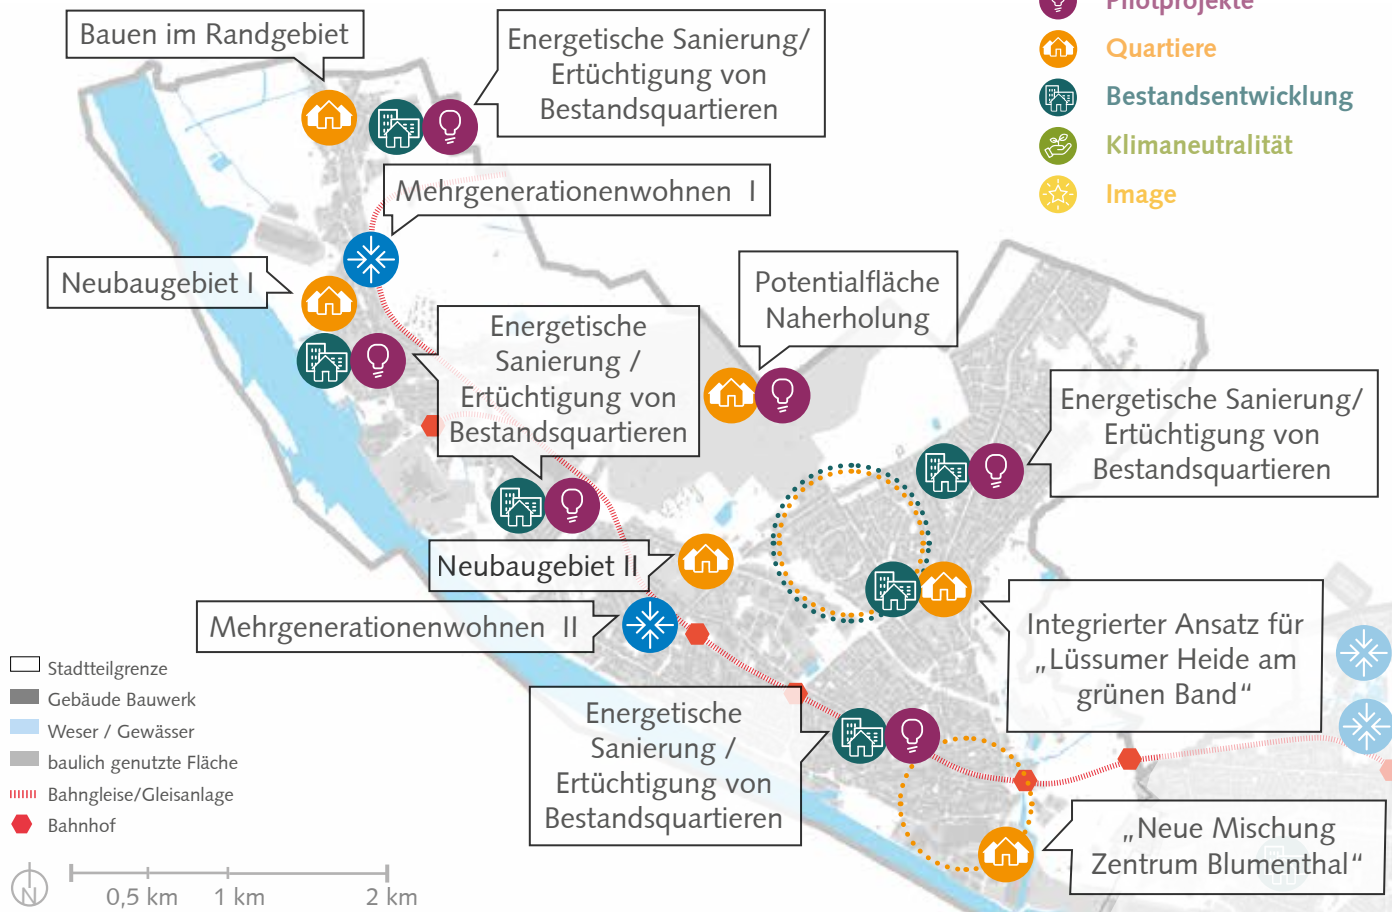 Pilotprojekte
Quartiere
Bestandsentwicklung
Klimaneutralität
Image
Bauen im Randgebiet
Energetische Sanierung/
Ertüchtigung von
Bestandsquartieren
Mehrgenerationenwohnen I
Neubaugebiet I
Potentialfläche
Naherholung
Energetische
Sanierung /
Ertüchtigung von
Bestandsquartieren
Energetische Sanierung/
Ertüchtigung von
Bestandsquartieren
Neubaugebiet II
Mehrgenerationenwohnen II
Integrierter Ansatz für
„Lüssumer Heide am
grünen Band“
Energetische
Sanierung /
Ertüchtigung von
Bestandsquartieren
„Neue Mischung
Zentrum Blumenthal“
Stadtteilgrenze
Gebäude Bauwerk
Weser / Gewässer
baulich genutzte Fläche
Bahngleise/Gleisanlage
Bahnhof
N
0,5 km 1 km 2 km